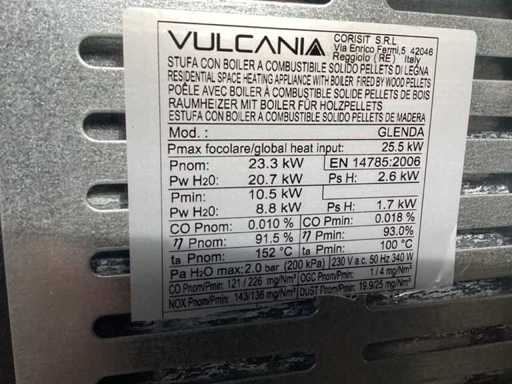 VULCANIA
CORISIT S.R.L
Via Enrico Fermi,5 42046
Reggiolo (RE) Italy
STUFA CON BOILER A COMBUSTIBILE SOLIDO PELLETS DI LEGNA
RESIDENTIAL SPACE HEATING APPLIANCE WITH BOILER FIRED BY WOOD PELLETS
POÊLE AVEC BOILER À COMBUSTIBLE SOLIDE PELLETS DE BOIS
RAUMHEIZER MIT BOILER FÜR HOLZPELLETS
ESTUFA CON BOILER A COMBUSTIBLE SÓLIDO PELLETS DE MADERA
Mod. : GLENDA
Pmax focolare/global heat input: 25.5 kW
Pnom: 23.3 kW EN 14785:2006
Pw H20: 20.7 kW Ps H: 2.6 kW
Pmin: 10.5 kW
Pw H20: 8.8 kW Ps H: 1.7 kW
CO Pnom: 0.010 % CO Pmin: 0.018 %
η Pnom: 91.5 % η Pmin: 93.0%
ta Pnom: 152 °C ta Pmin: 100 °C
Pa H2O max: 2.0 bar (200 kPa) 230 V a.c. 50 Hz 340 W
CO Pnom/Pmin: 121 / 226 mg/Nm³ OGC Pnom/Pmin: 1 / 4 mg/Nm³
NOX Pnom/Pmin: 143/136 mg/Nm³ DUST Pnom/Pmin: 19.9/25 mg/Nm³